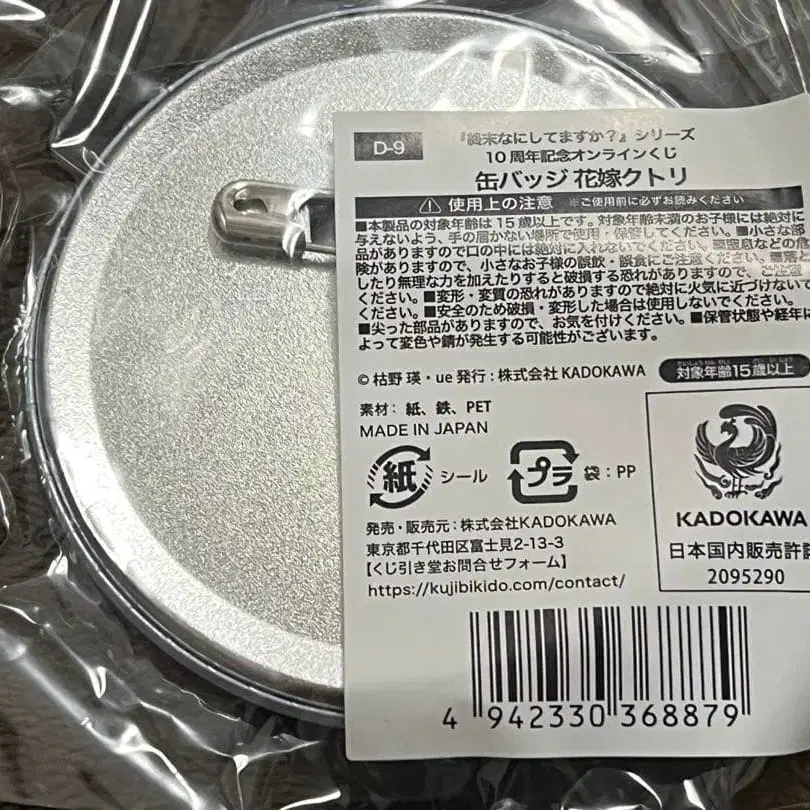 D-9
『終末なにしてますか?』シリーズ
10周年記念オンラインくじ
缶バッジ 花嫁クトリ
使用上の注意 ※ご使用前に必ずお読みください
■本製品の対象年齢は15歳以上です。対象年齢未満のお子様には絶対に
与えないよう、手の届かない場所で使用・保管してください。■小さな部
品がありますので口の中には絶対に入れないでください。■窒息などの危
険がありますので、小さなお子様の誤飲・誤食にご注意ください。■落と
したり無理な力を加えたりすると破損する恐れがありますので、ご注意
ください。■変形・変質の恐れがありますので絶対に火気に近づけないで
ください。■安全のため破損・変形した場合は使用しないでください。
■尖った部品がありますので、お気を付けください。■保管状態や経年に
よって変色や錆が発生する可能性がございます。
© 枯野 瑛・ue 発行:株式会社 KADOKAWA
対象年齢15歳以上
素材: 紙、鉄、PET
MADE IN JAPAN
紙 シール
プラ 袋:PP
発売・販売元:株式会社KADOKAWA
東京都千代田区富士見2-13-3
【くじ引き堂お問合せフォーム】
https://kujibikido.com/contact/
KADOKAWA
日本国内販売許諾
2095290
4 942330 368879